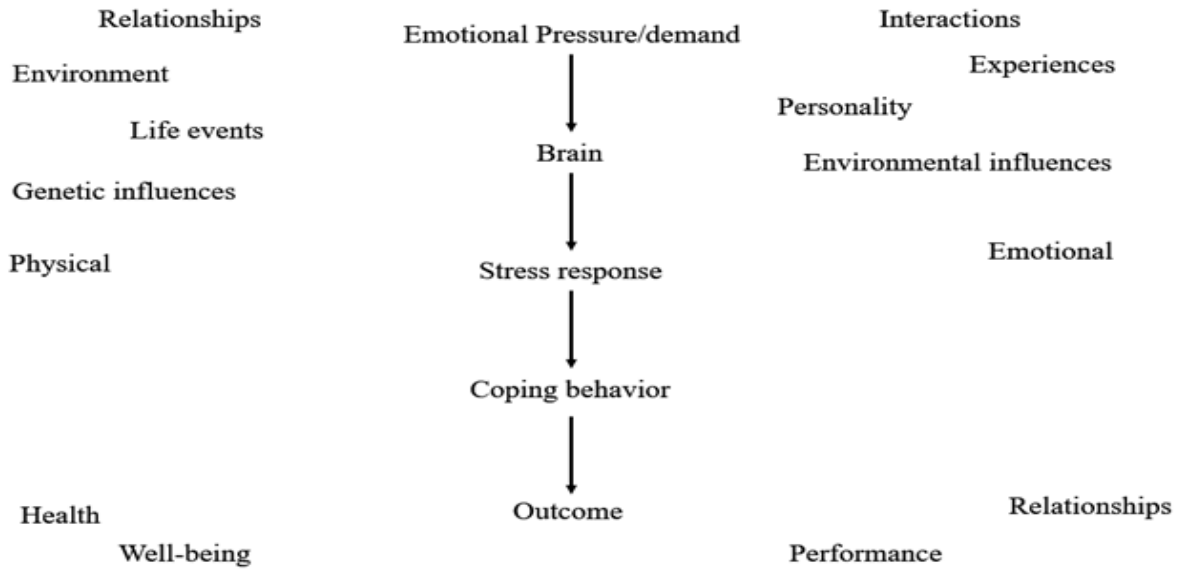 Relationships
Emotional Pressure/demand
Interactions
Environment
Experiences
Personality
Life events
Brain
Environmental influences
Genetic influences
Physical
Stress response
Emotional
Coping behavior
Health
Outcome
Relationships
Well-being
Performance